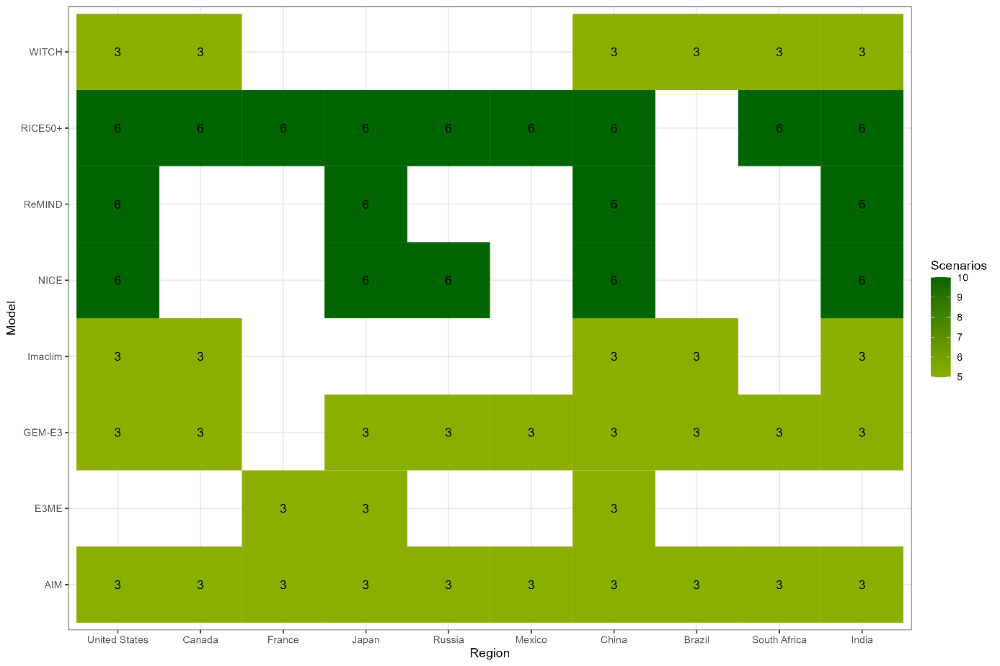 WITCH 3 3 3 3 3 3
RICE50+ 6 6 6 6 6 6 6 6 6
ReMIND 6 6 6 6
NICE 6 6 6 6 6
Imaclim 3 3 3 3 3
GEM-E3 3 3 3 3 3 3 3 3 3
E3ME 3 3 3
AIM 3 3 3 3 3 3 3 3 3 3
United States Canada France Japan Russia Mexico China Brazil South Africa India
Region
Model
Scenarios
10
9
8
7
6
5